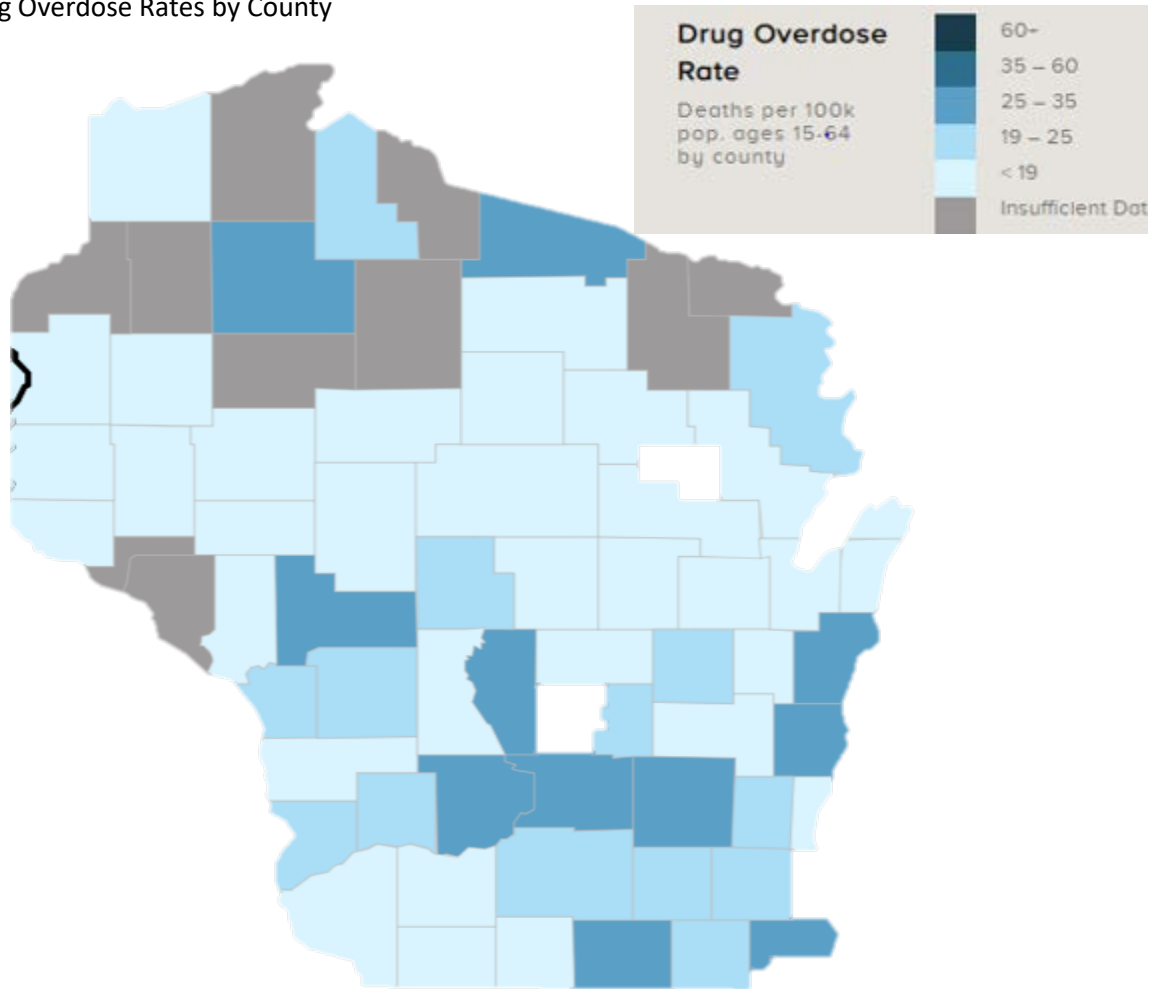 g Overdose Rates by County
Drug Overdose
Rate
Deaths per 100k
pop. ages 15-64
by county
60-
35 – 60
25 – 35
19 – 25
< 19
Insufficient Dat